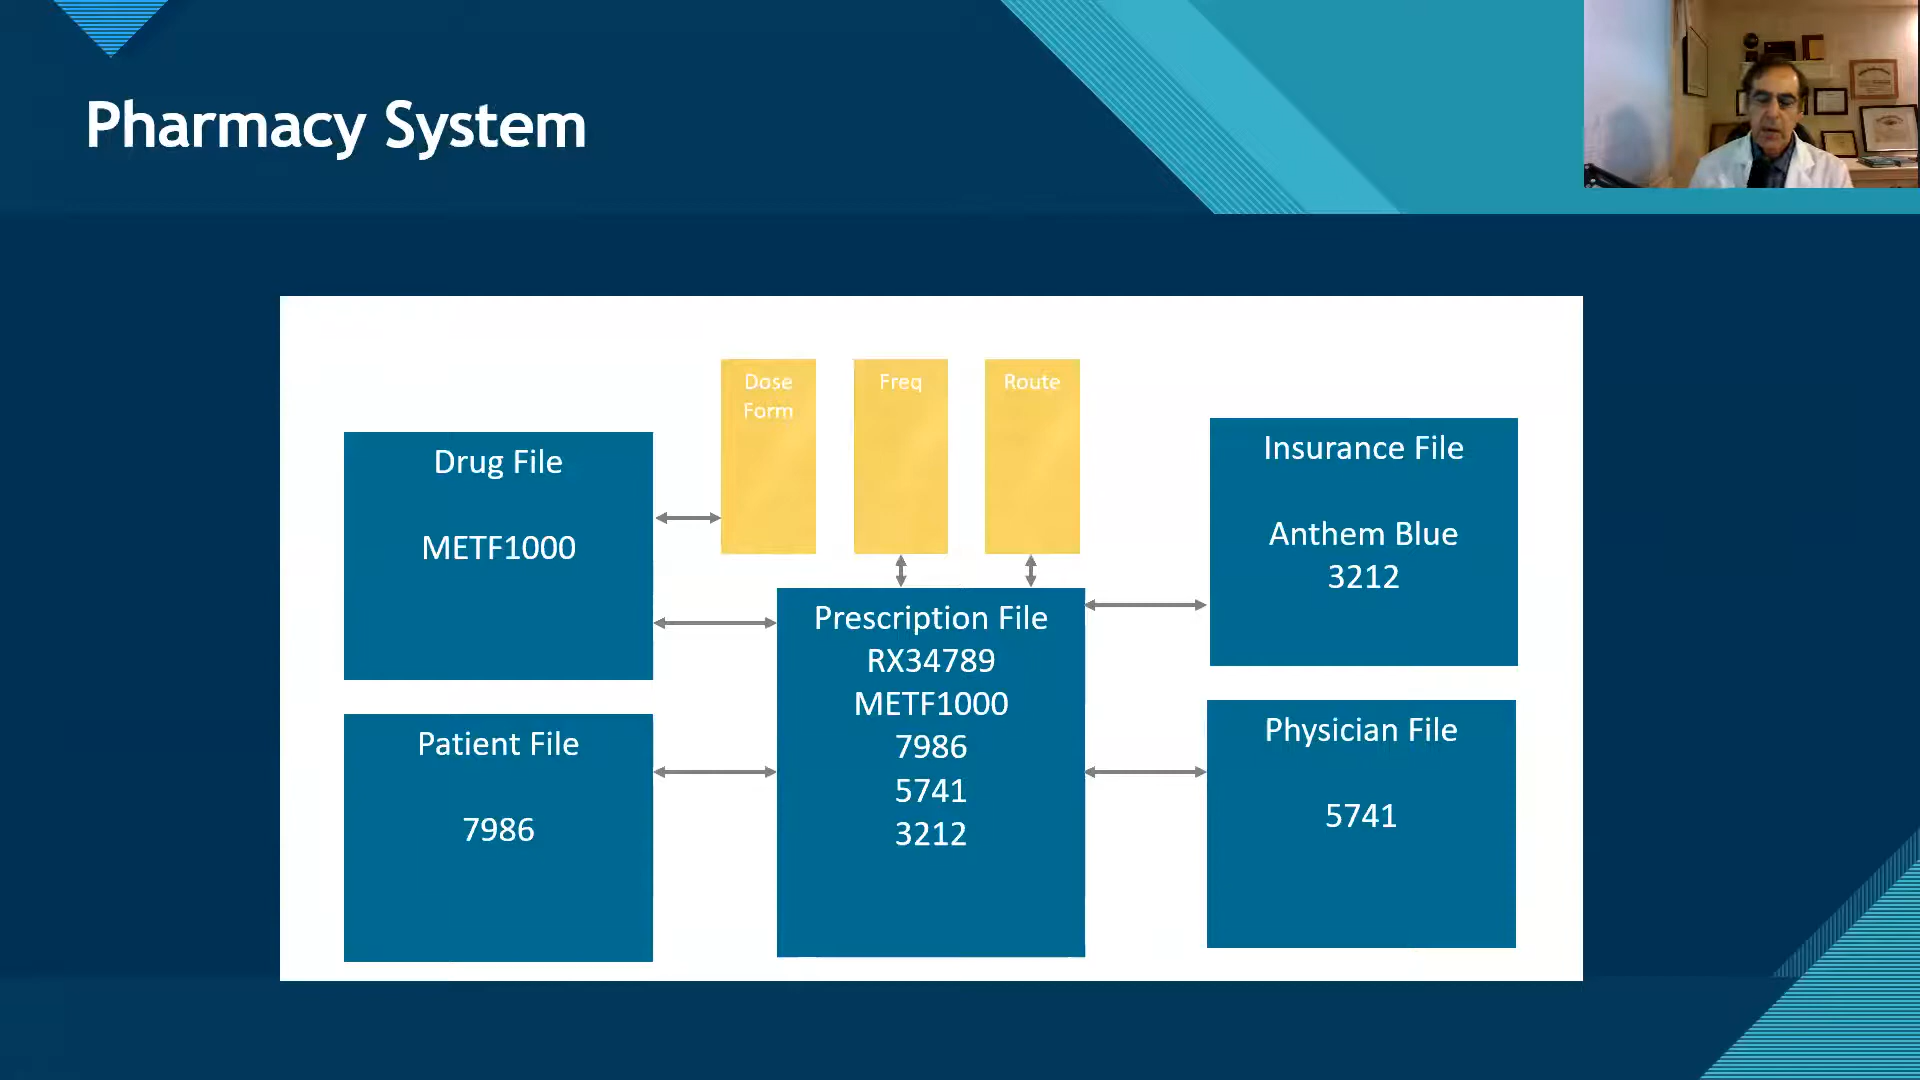 Pharmacy System
Dose
Form
Freq
Route
Drug File
METF1000
Insurance File
Anthem Blue
3212
Prescription File
RX34789
METF1000
7986
5741
3212
Patient File
7986
Physician File
5741